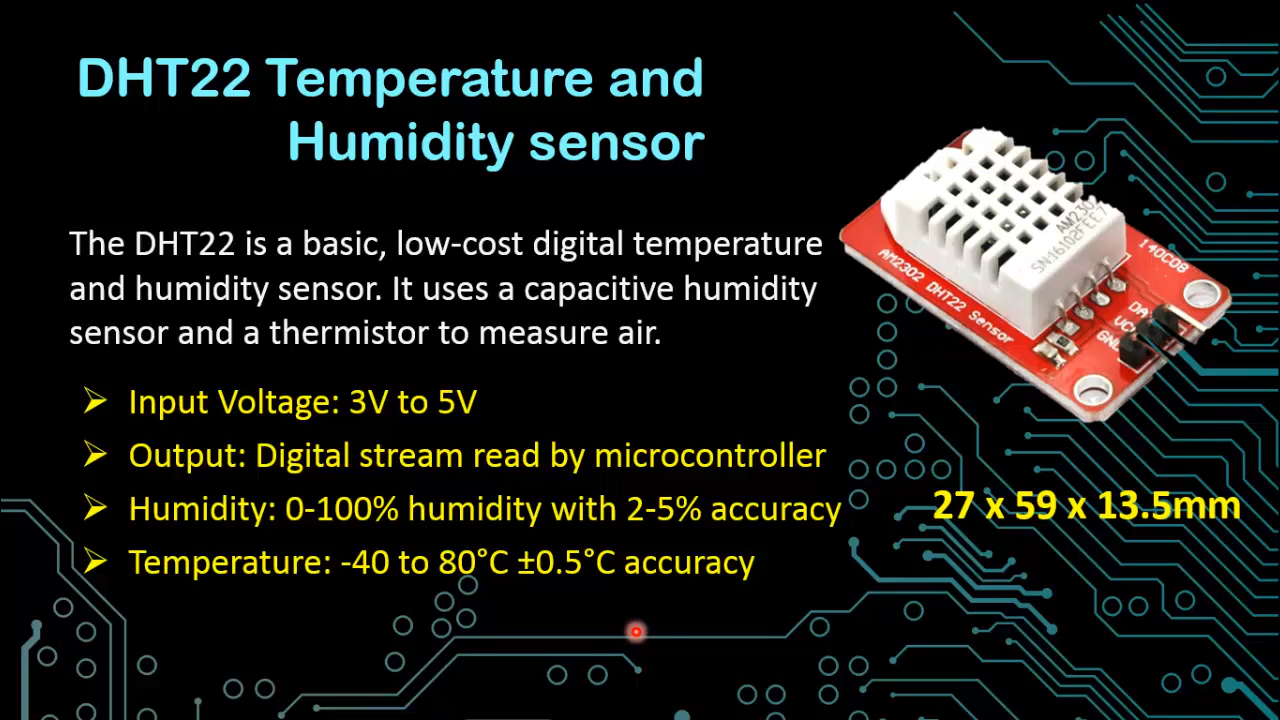 DHT22 Temperature and
Humidity sensor
The DHT22 is a basic, low-cost digital temperature
and humidity sensor. It uses a capacitive humidity
sensor and a thermistor to measure air.
Input Voltage: 3V to 5V
Output: Digital stream read by microcontroller
Humidity: 0-100% humidity with 2-5% accuracy
Temperature: -40 to 80°C ±0.5°C accuracy
AM2302
SN16102FEE7
140C08
AM2302 DHT22 Sensor
GND
27 x 59 x 13.5mm